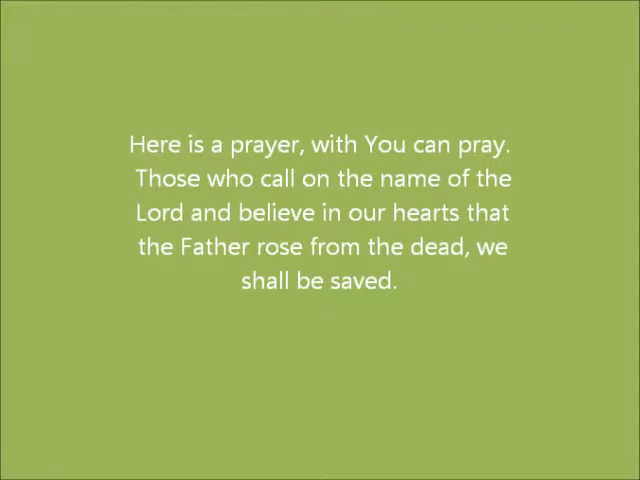 Here is a prayer, with You can pray.
Those who call on the name of the
Lord and believe in our hearts that
the Father rose from the dead, we
shall be saved.